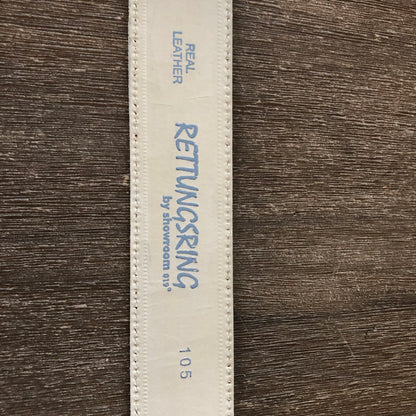 REAL
LEATHER
RETTUNGSRING
by showroom 019°
105